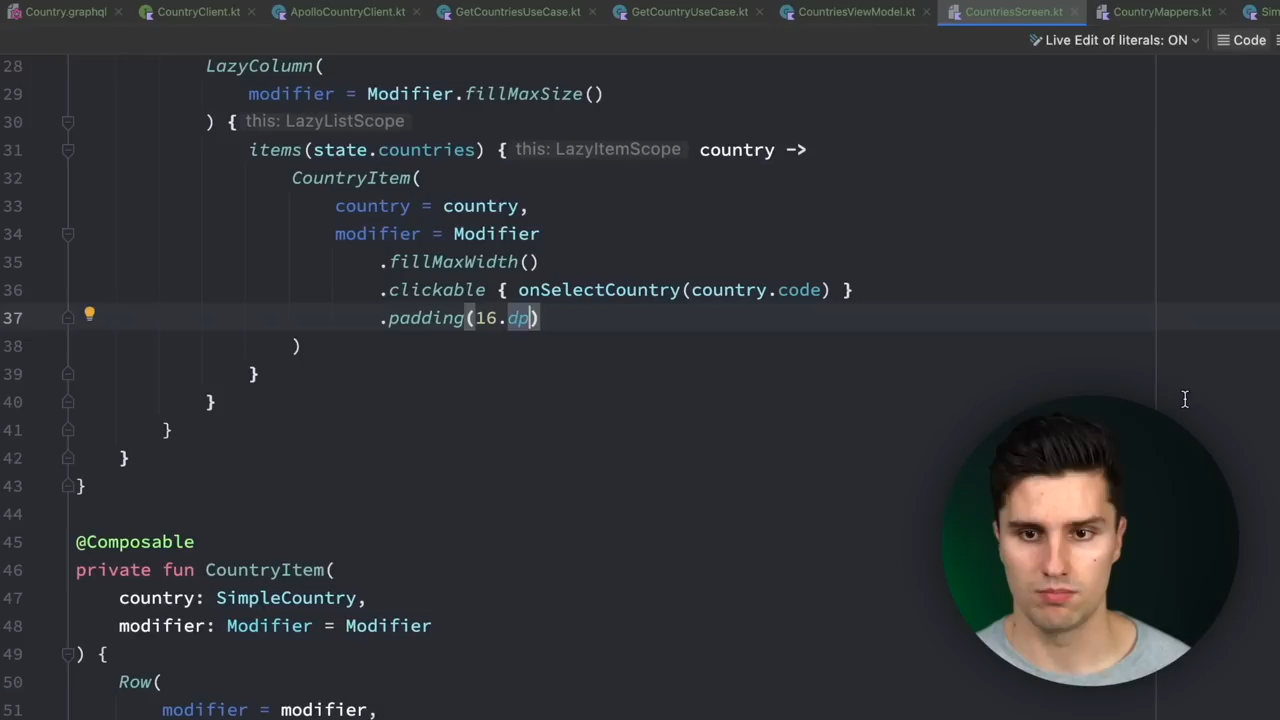 Country.graphql CountryClient.kt ApolloCountryClient.kt GetCountriesUseCase.kt GetCountryUseCase.kt CountriesViewModel.kt CountriesScreen.kt CountryMappers.kt Sim
Live Edit of literals: ON Code
28 LazyColumn(
29 modifier = Modifier.fillMaxSize()
30 ) { this: LazyListScope
31 items(state.countries) { this: LazyItemScope country ->
32 CountryItem(
33 country = country,
34 modifier = Modifier
35 .fillMaxWidth()
36 .clickable { onSelectCountry(country.code) }
37 .padding(16.dp)
38 )
39 }
40 }
41 }
42 }
43 }
44
45 @Composable
46 private fun CountryItem(
47 country: SimpleCountry,
48 modifier: Modifier = Modifier
49 ) {
50 Row(
51 modifier = modifier,